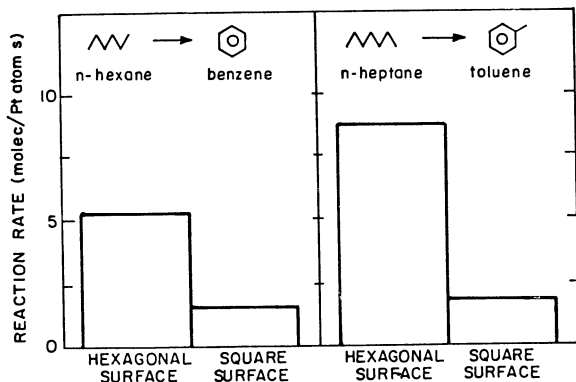 REACTION RATE (molec/Pt atom s)
10
5
0
n-hexane
benzene
n-heptane
toluene
HEXAGONAL
SURFACE
SQUARE
SURFACE
HEXAGONAL
SURFACE
SQUARE
SURFACE